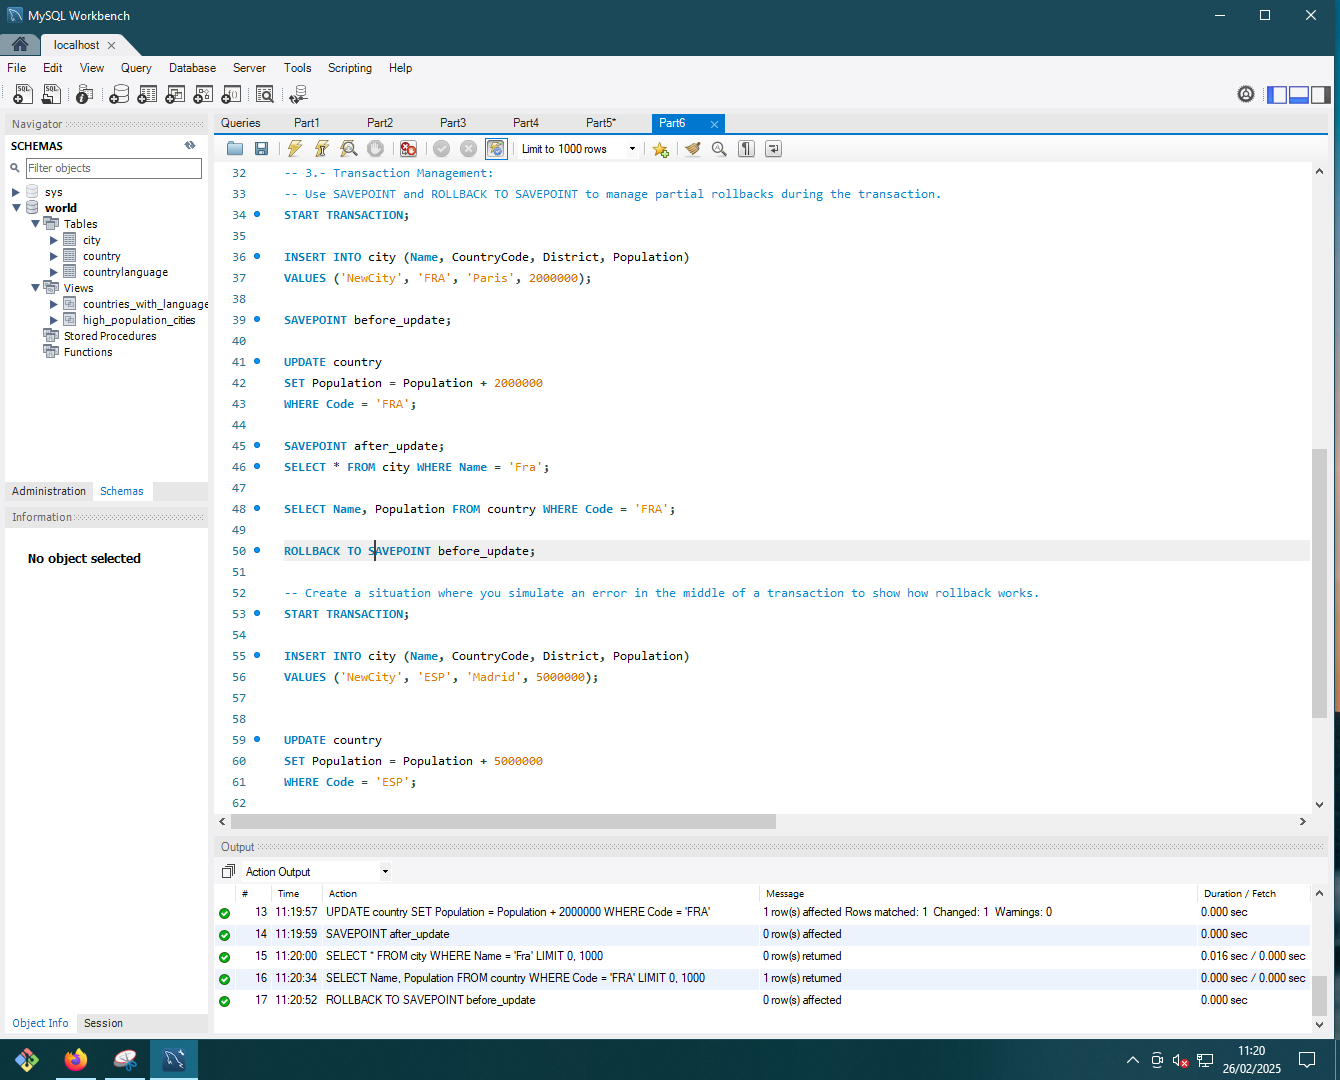 MySQL Workbench
localhost
File Edit View Query Database Server Tools Scripting Help
Navigator
SCHEMAS
Filter objects
sys
world
Tables
city
country
countrylanguage
Views
countries_with_language
high_population_cities
Stored Procedures
Functions
Administration Schemas
Information
No object selected
Object Info Session
Queries Part1 Part2 Part3 Part4 Part5* Part6
Limit to 1000 rows
32 -- 3.- Transaction Management:
33 -- Use SAVEPOINT and ROLLBACK TO SAVEPOINT to manage partial rollbacks during the transaction.
34 START TRANSACTION;
35
36 INSERT INTO city (Name, CountryCode, District, Population)
37 VALUES ('NewCity', 'FRA', 'Paris', 2000000);
38
39 SAVEPOINT before_update;
40
41 UPDATE country
42 SET Population = Population + 2000000
43 WHERE Code = 'FRA';
44
45 SAVEPOINT after_update;
46 SELECT * FROM city WHERE Name = 'Fra';
47
48 SELECT Name, Population FROM country WHERE Code = 'FRA';
49
50 ROLLBACK TO SAVEPOINT before_update;
51
52 -- Create a situation where you simulate an error in the middle of a transaction to show how rollback works.
53 START TRANSACTION;
54
55 INSERT INTO city (Name, CountryCode, District, Population)
56 VALUES ('NewCity', 'ESP', 'Madrid', 5000000);
57
58
59 UPDATE country
60 SET Population = Population + 5000000
61 WHERE Code = 'ESP';
62
Output
Action Output
# Time Action Message Duration / Fetch
13 11:19:57 UPDATE country SET Population = Population + 2000000 WHERE Code = 'FRA' 1 row(s) affected Rows matched: 1 Changed: 1 Warnings: 0 0.000 sec
14 11:19:59 SAVEPOINT after_update 0 row(s) affected 0.000 sec
15 11:20:00 SELECT * FROM city WHERE Name = 'Fra' LIMIT 0, 1000 0 row(s) returned 0.016 sec / 0.000 sec
16 11:20:34 SELECT Name, Population FROM country WHERE Code = 'FRA' LIMIT 0, 1000 1 row(s) returned 0.000 sec / 0.000 sec
17 11:20:52 ROLLBACK TO SAVEPOINT before_update 0 row(s) affected 0.000 sec
11:20
26/02/2025